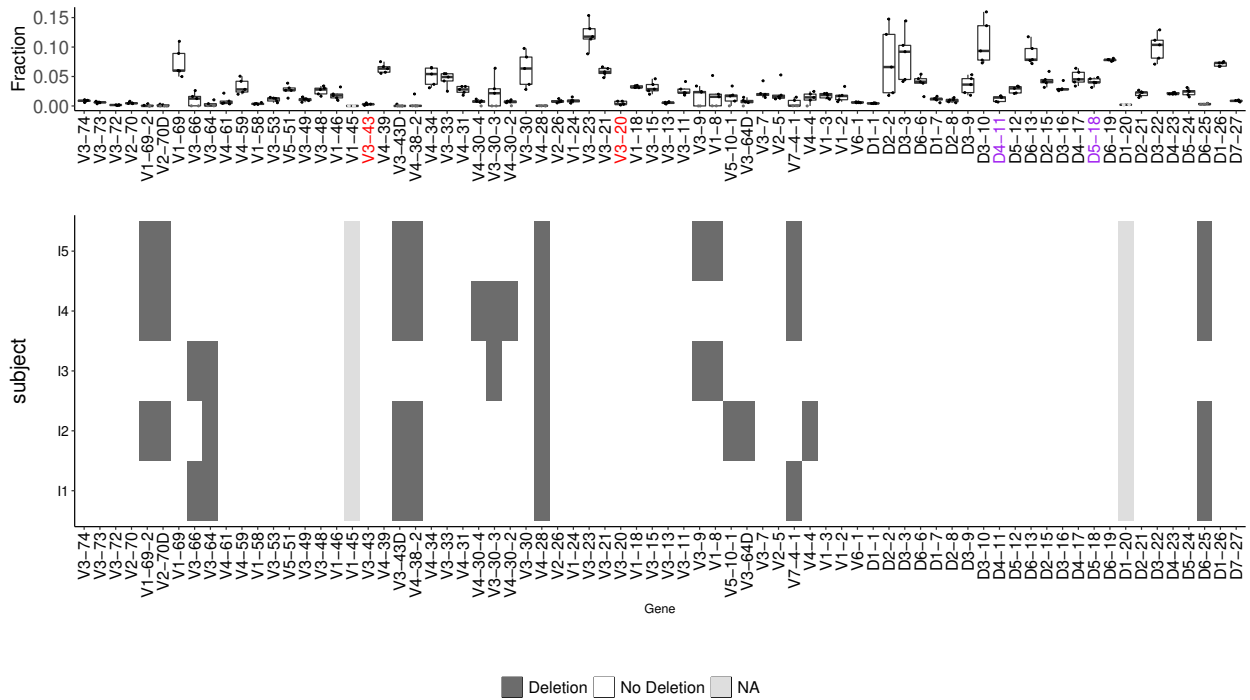 Fraction
0.15
0.10
0.05
0.00
V3−74 V3−73 V3−72 V2−70 V1−69−2 V2−70D V1−69 V3−66 V3−64 V4−61 V4−59 V1−58 V3−53 V5−51 V3−49 V3−48 V1−46 V1−45 V3−43 V4−39 V3−43D V4−38−2 V4−34 V3−33 V4−31 V4−30−4 V3−30−3 V4−30−2 V3−30 V4−28 V2−26 V1−24 V3−23 V3−21 V3−20 V1−18 V3−15 V3−13 V3−11 V3−9 V1−8 V5−10−1 V3−64D V3−7 V2−5 V7−4−1 V4−4 V1−3 V1−2 V6−1 D1−1 D2−2 D3−3 D6−6 D1−7 D2−8 D3−9 D3−10 D4−11 D5−12 D6−13 D2−15 D3−16 D4−17 D5−18 D6−19 D1−20 D2−21 D3−22 D4−23 D5−24 D6−25 D1−26 D7−27
subject
I5
I4
I3
I2
I1
V3−74 V3−73 V3−72 V2−70 V1−69−2 V2−70D V1−69 V3−66 V3−64 V4−61 V4−59 V1−58 V3−53 V5−51 V3−49 V3−48 V1−46 V1−45 V3−43 V4−39 V3−43D V4−38−2 V4−34 V3−33 V4−31 V4−30−4 V3−30−3 V4−30−2 V3−30 V4−28 V2−26 V1−24 V3−23 V3−21 V3−20 V1−18 V3−15 V3−13 V3−11 V3−9 V1−8 V5−10−1 V3−64D V3−7 V2−5 V7−4−1 V4−4 V1−3 V1−2 V6−1 D1−1 D2−2 D3−3 D6−6 D1−7 D2−8 D3−9 D3−10 D4−11 D5−12 D6−13 D2−15 D3−16 D4−17 D5−18 D6−19 D1−20 D2−21 D3−22 D4−23 D5−24 D6−25 D1−26 D7−27
Gene
Deletion No Deletion NA